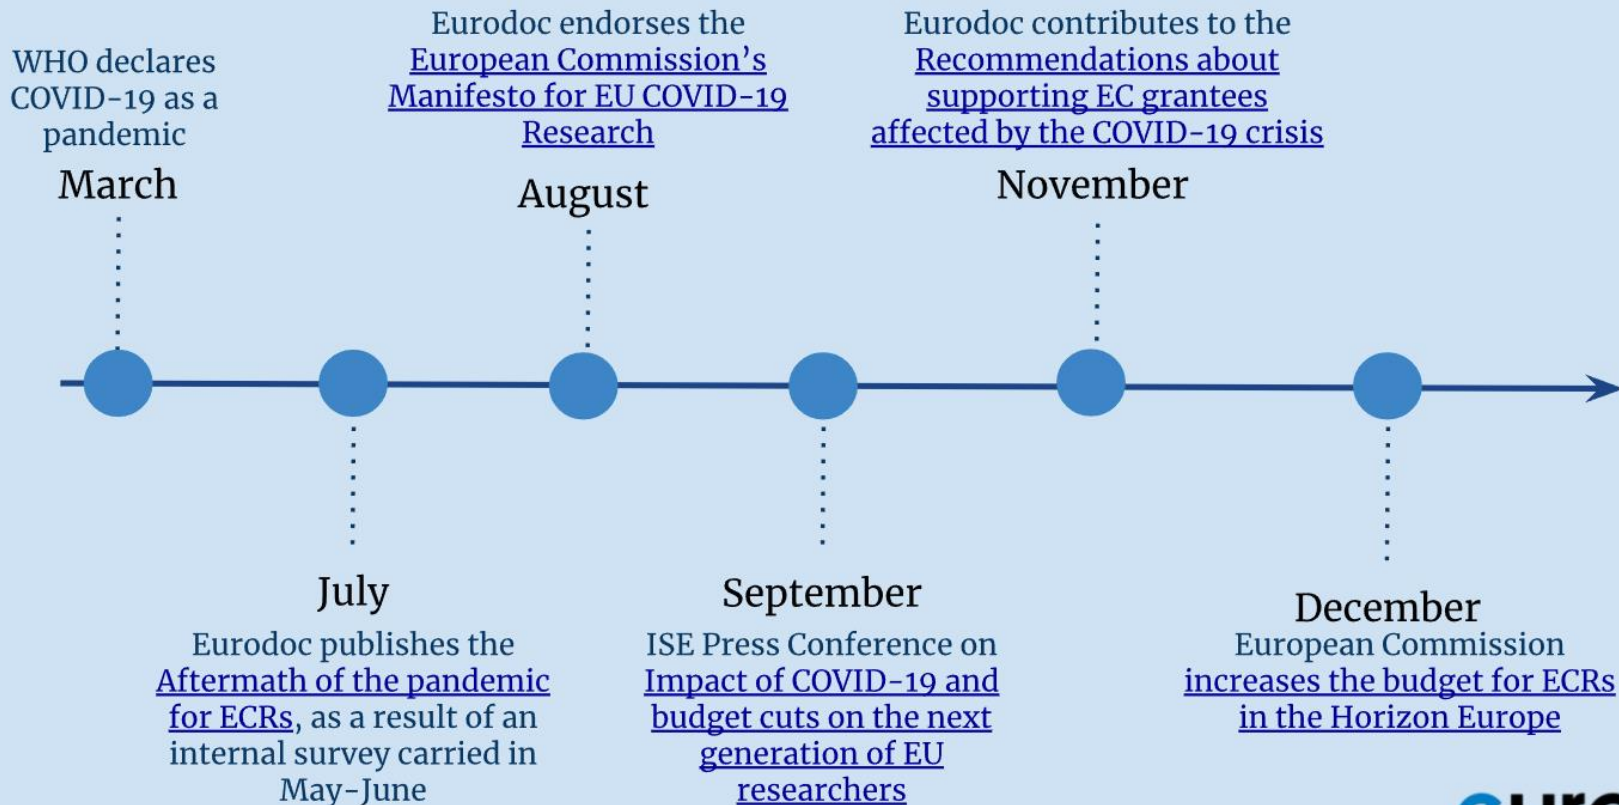 WHO declares
COVID-19 as a
pandemic
March
Eurodoc endorses the
European Commission's
Manifesto for EU COVID-19
Research
August
Eurodoc contributes to the
Recommendations about
supporting EC grantees
affected by the COVID-19 crisis
November
July
Eurodoc publishes the
Aftermath of the pandemic
for ECRs, as a result of an
internal survey carried in
May-June
September
ISE Press Conference on
Impact of COVID-19 and
budget cuts on the next
generation of EU
researchers
December
European Commission
increases the budget for ECRs
in the Horizon Europe